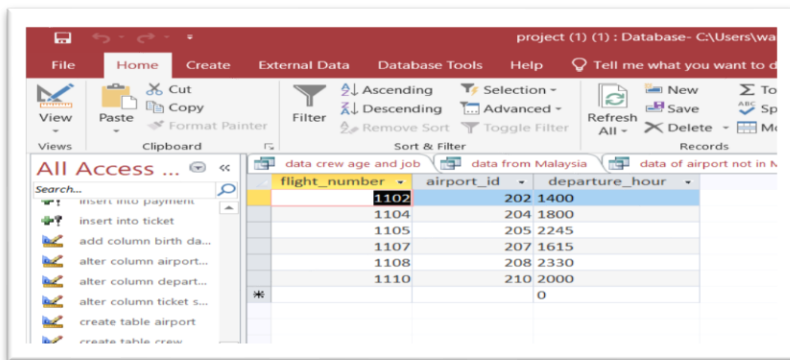 project (1) (1) : Database- C:\Users\wa
File Home Create External Data Database Tools Help Tell me what you want to d
View
Paste
Cut
Copy
Format Painter
Filter
Ascending
Descending
Remove Sort
Selection
Advanced
Toggle Filter
Refresh
All
New
Save
Delete
To
Sp
Mo
Views Clipboard Sort & Filter Records
All Access ...
Search...
insert into payment
insert into ticket
add column birth da...
alter column airport...
alter column depart...
alter column ticket s...
create table airport
create table crew
data crew age and job data from Malaysia data of airport not in M
flight_number airport_id departure_hour
1102 202 1400
1104 204 1800
1105 205 2245
1107 207 1615
1108 208 2330
1110 210 2000
0